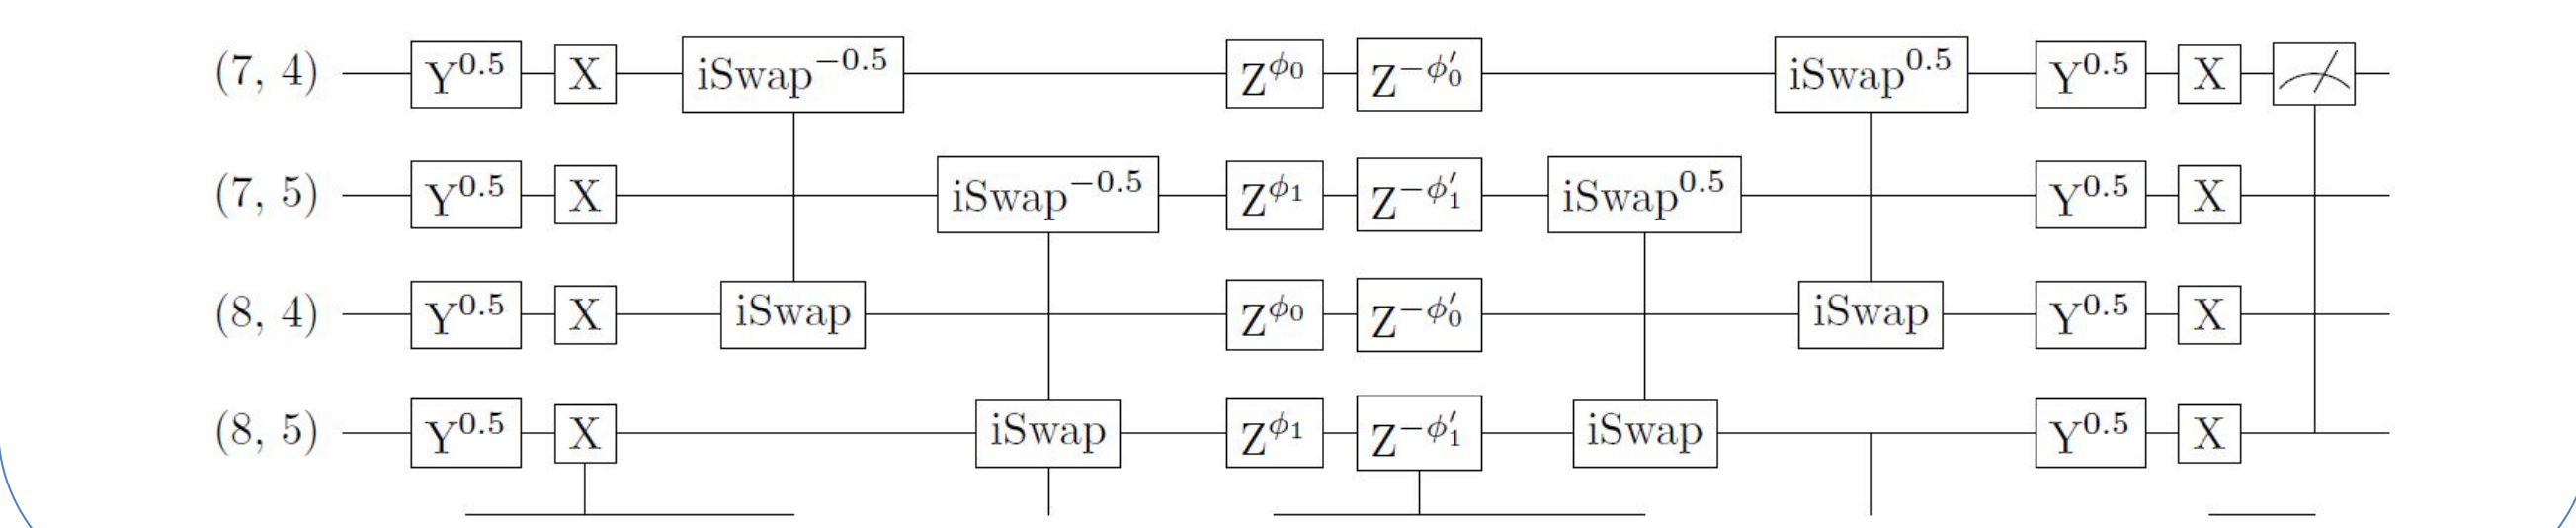 (7, 4) Y^0.5 X iSwap^−0.5 Z^ϕ₀ Z^−ϕ′₀ iSwap^0.5 Y^0.5 X
(7, 5) Y^0.5 X iSwap^−0.5 Z^ϕ₁ Z^−ϕ′₁ iSwap^0.5 Y^0.5 X
(8, 4) Y^0.5 X iSwap Z^ϕ₀ Z^−ϕ′₀ iSwap Y^0.5 X
(8, 5) Y^0.5 X iSwap Z^ϕ₁ Z^−ϕ′₁ iSwap Y^0.5 X